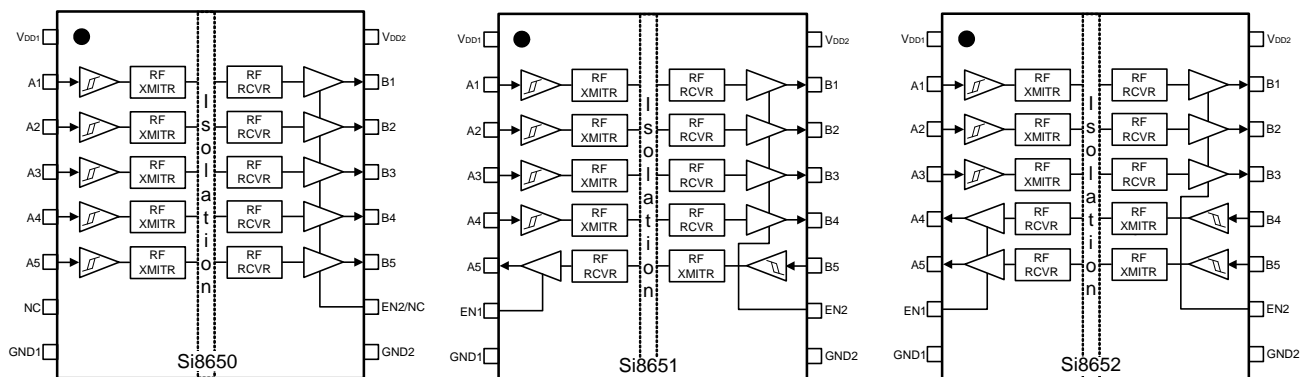 VDD1
VDD2
A1
RF
XMITR
RF
RCVR
B1
A2
RF
XMITR
RF
RCVR
B2
A3
RF
XMITR
RF
RCVR
B3
A4
RF
XMITR
RF
RCVR
B4
A5
RF
XMITR
RF
RCVR
B5
NC
EN2/NC
GND1
GND2
Isolation
Si8650
VDD1
VDD2
A1
RF
XMITR
RF
RCVR
B1
A2
RF
XMITR
RF
RCVR
B2
A3
RF
XMITR
RF
RCVR
B3
A4
RF
XMITR
RF
RCVR
B4
A5
RF
RCVR
RF
XMITR
B5
EN1
EN2
GND1
GND2
Isolation
Si8651
VDD1
VDD2
A1
RF
XMITR
RF
RCVR
B1
A2
RF
XMITR
RF
RCVR
B2
A3
RF
XMITR
RF
RCVR
B3
A4
RF
RCVR
RF
XMITR
B4
A5
RF
RCVR
RF
XMITR
B5
EN1
EN2
GND1
GND2
Isolation
Si8652